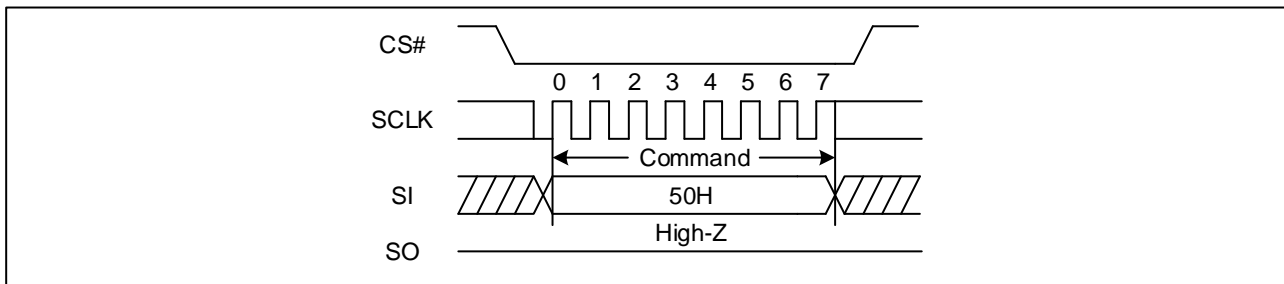 CS#
0 1 2 3 4 5 6 7
SCLK
Command
SI
50H
High-Z
SO